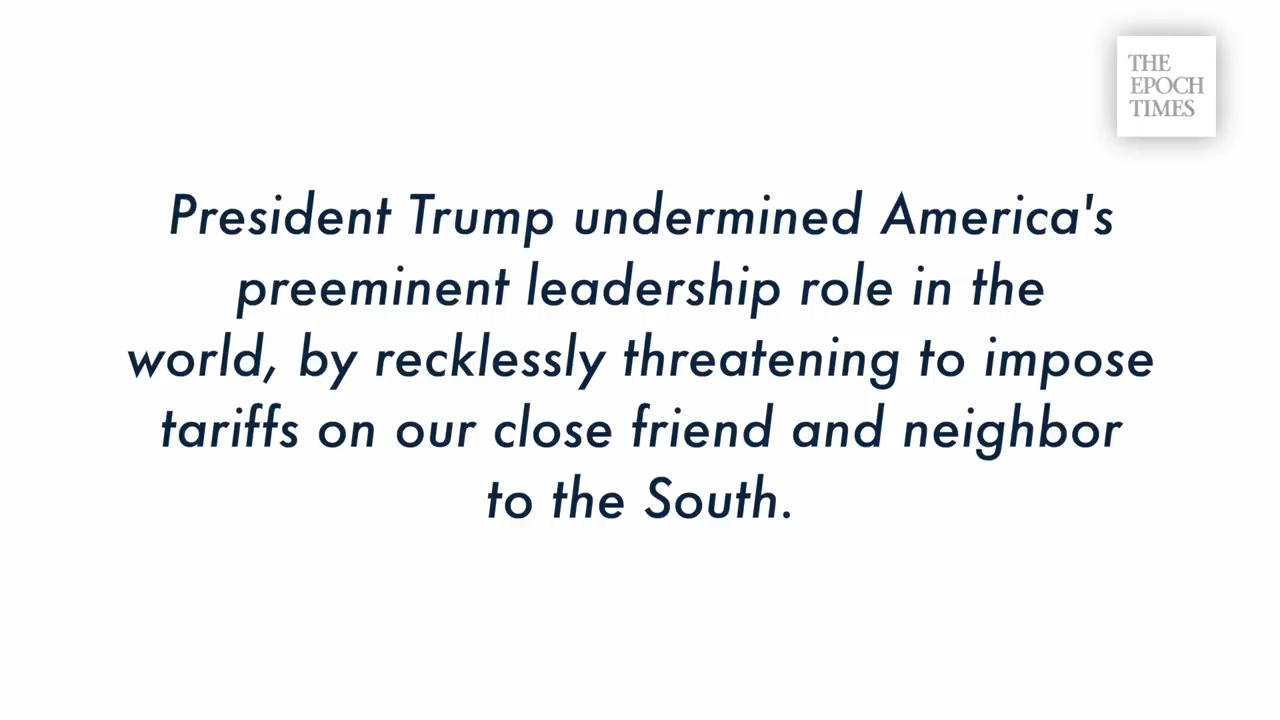 THE
EPOCH
TIMES
President Trump undermined America's
preeminent leadership role in the
world, by recklessly threatening to impose
tariffs on our close friend and neighbor
to the South.